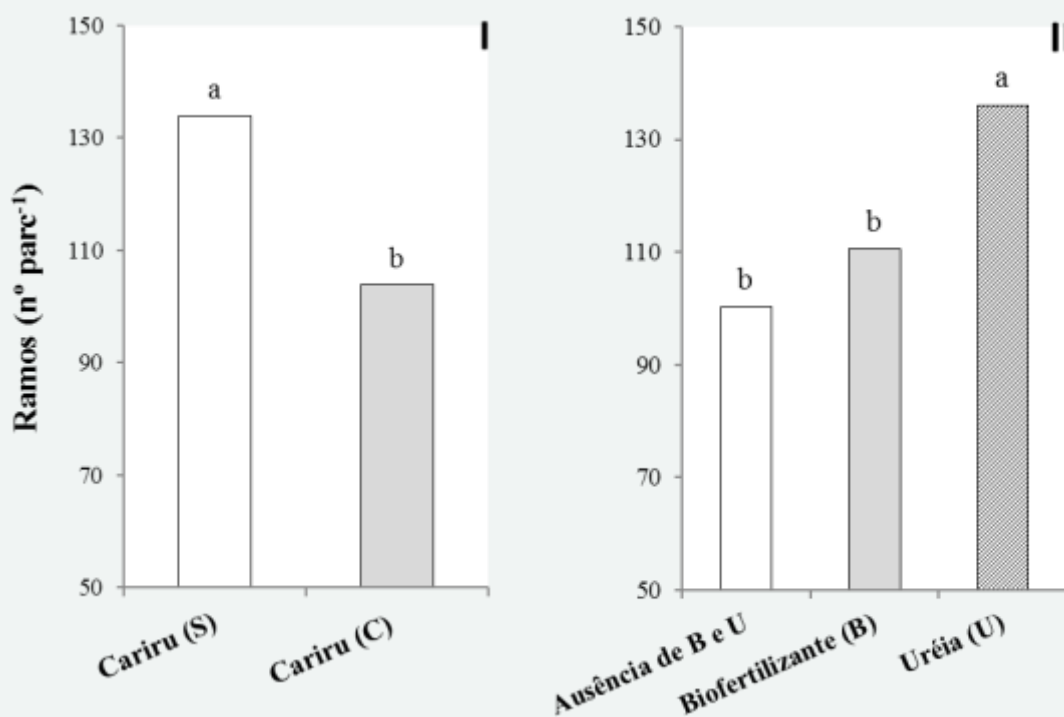 Ramos (nº parc⁻¹)
150
130
110
90
70
50
I
a
b
Cariru (S)
Cariru (C)
150
130
110
90
70
50
II
b
b
a
Ausência de B e U
Biofertilizante (B)
Uréia (U)